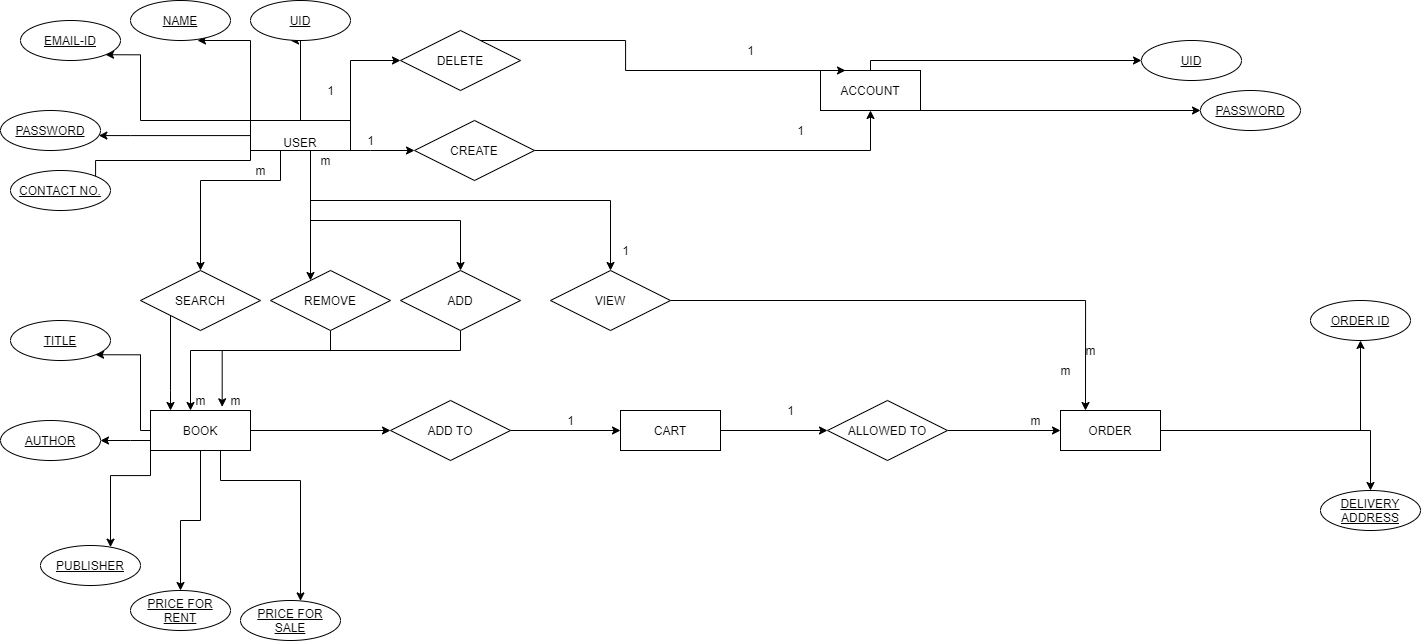 NAME
UID
EMAIL-ID
DELETE
1
UID
ACCOUNT
1
PASSWORD
PASSWORD
USER
1
CREATE
1
m
m
CONTACT NO.
1
SEARCH
REMOVE
ADD
VIEW
ORDER ID
TITLE
m
m
m
m
BOOK
ADD TO
1
CART
1
ALLOWED TO
m
ORDER
AUTHOR
DELIVERY
ADDRESS
PUBLISHER
PRICE FOR
RENT
PRICE FOR
SALE